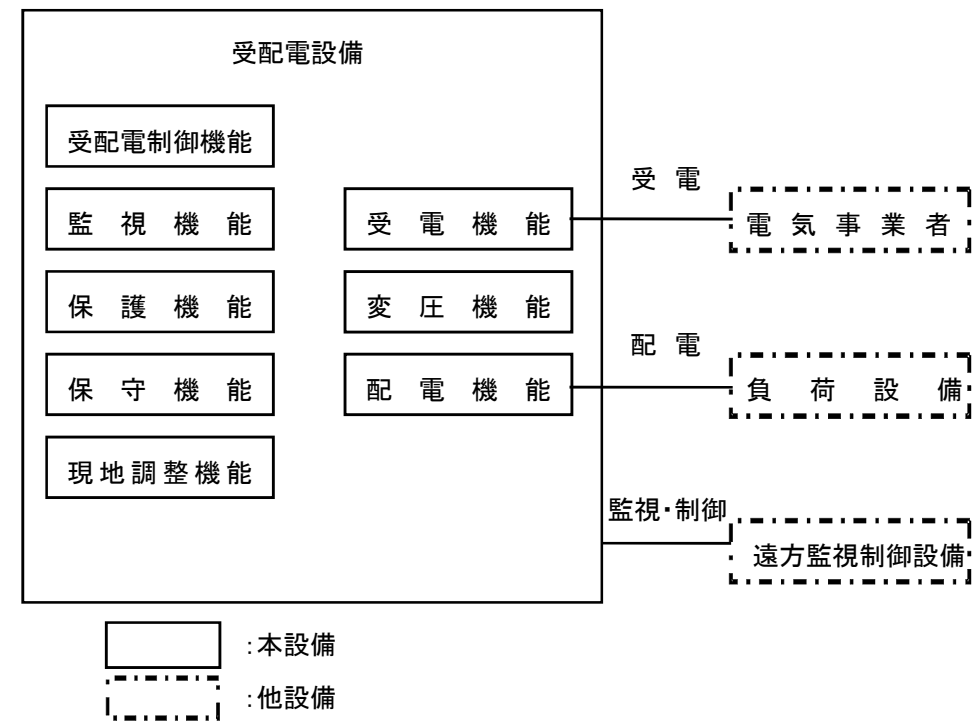 受配電設備
受配電制御機能
監視機能
保護機能
保守機能
現地調整機能
受電機能
変圧機能
配電機能
受電
電気事業者
配電
負荷設備
監視・制御
遠方監視制御設備
:本設備
:他設備